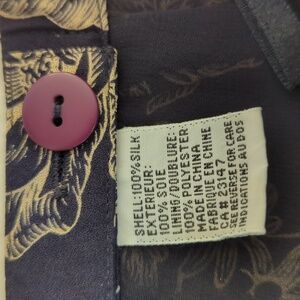 SHELL: 100% SILK
EXTERIEUR:
100% SOIE
LINING/DOUBLURE:
100% POLYESTER
MADE IN CHINA
FABRIQUE EN CHINE
CA # 23147
SEE REVERSE FOR CARE
INDICATIONS AU DOS